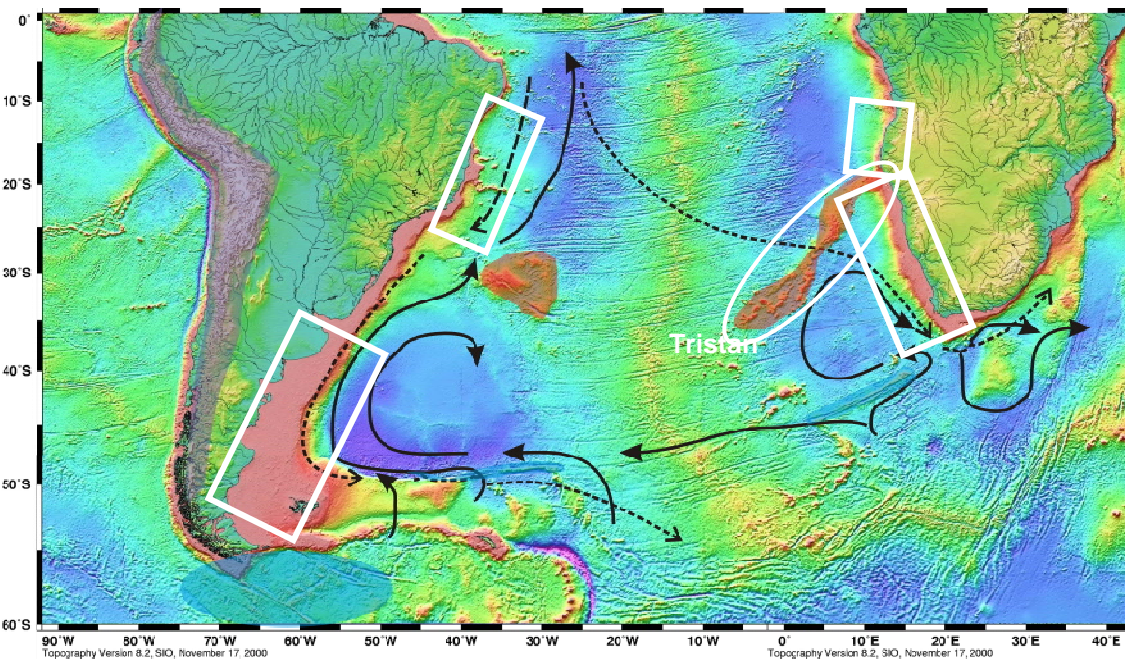 0°
10°S
20°S
30°S
Tristan
40°S
50°S
60°S
90°W 80°W 70°W 60°W 50°W 40°W 30°W 20°W 10°W 0° 10°E 20°E 30°E 40°E
Topography Version 8.2, SIO, November 17, 2000 Topography Version 8.2, SIO, November 17, 2000